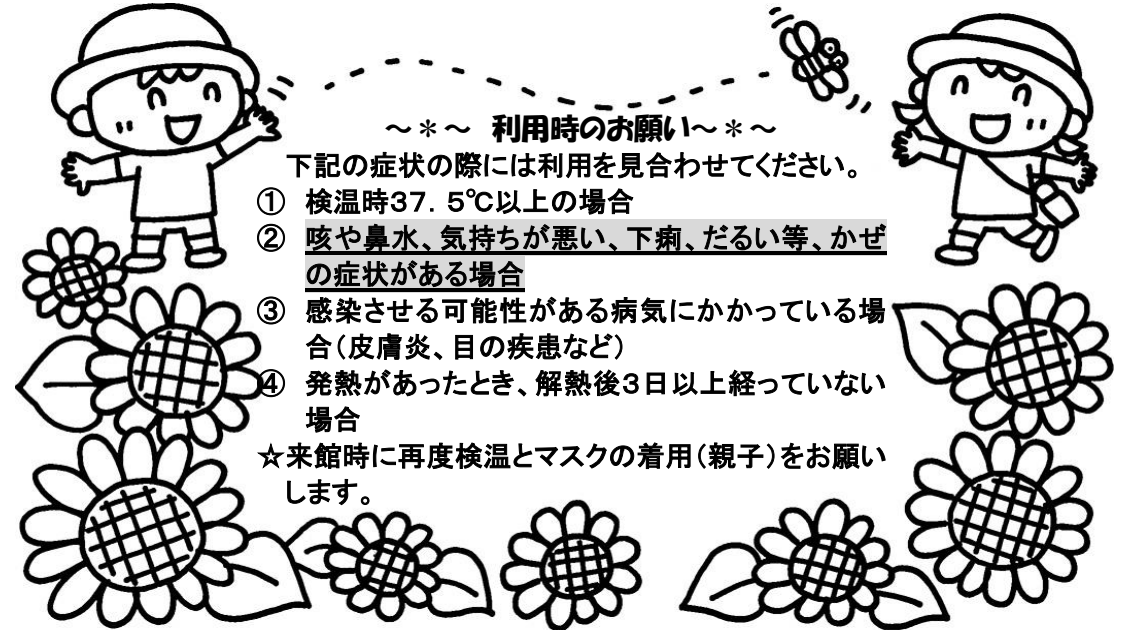 ～＊～　利用時のお願い～＊～
下記の症状の際には利用を見合わせてください。
①　検温時３７．５℃以上の場合
②　咳や鼻水、気持ちが悪い、下痢、だるい等、かぜ
の症状がある場合
③　感染させる可能性がある病気にかかっている場
合（皮膚炎、目の疾患など）
④　発熱があったとき、解熱後３日以上経っていない
場合
☆来館時に再度検温とマスクの着用（親子）をお願い
します。